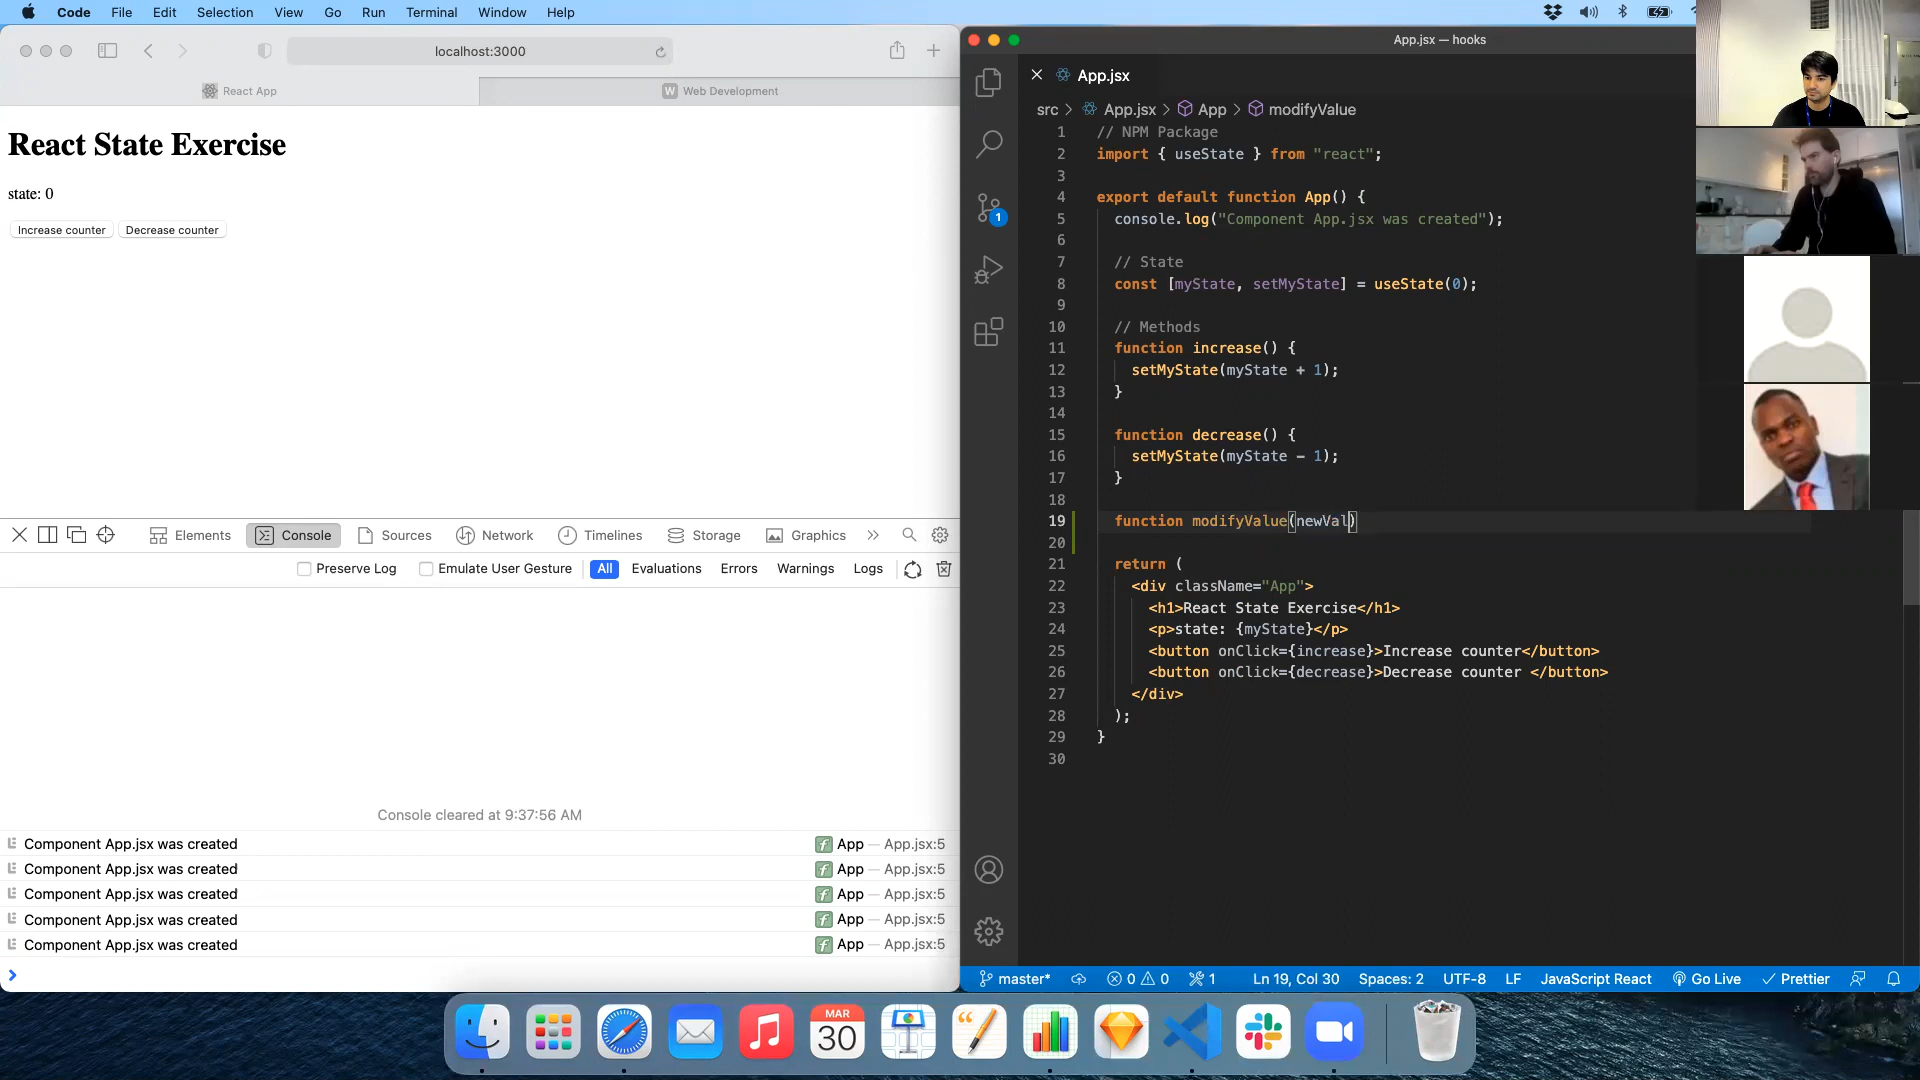 Code File Edit Selection View Go Run Terminal Window Help
localhost:3000
React App
W Web Development
React State Exercise
state: 0
Increase counter Decrease counter
Elements Console Sources Network Timelines Storage Graphics
Preserve Log Emulate User Gesture All Evaluations Errors Warnings Logs
Console cleared at 9:37:56 AM
Component App.jsx was created f App — App.jsx:5
Component App.jsx was created f App — App.jsx:5
Component App.jsx was created f App — App.jsx:5
Component App.jsx was created f App — App.jsx:5
Component App.jsx was created f App — App.jsx:5
App.jsx — hooks
App.jsx
src > App.jsx > App > modifyValue
1
1 // NPM Package
2 import { useState } from "react";
3
4 export default function App() {
5 console.log("Component App.jsx was created");
6
7 // State
8 const [myState, setMyState] = useState(0);
9
10 // Methods
11 function increase() {
12 setMyState(myState + 1);
13 }
14
15 function decrease() {
16 setMyState(myState - 1);
17 }
18
19 function modifyValue(newVal)
20
21 return (
22 <div className="App">
23 <h1>React State Exercise</h1>
24 <p>state: {myState}</p>
25 <button onClick={increase}>Increase counter</button>
26 <button onClick={decrease}>Decrease counter </button>
27 </div>
28 );
29 }
30
master* 0 0 1 Ln 19, Col 30 Spaces: 2 UTF-8 LF JavaScript React Go Live Prettier
MAR
30